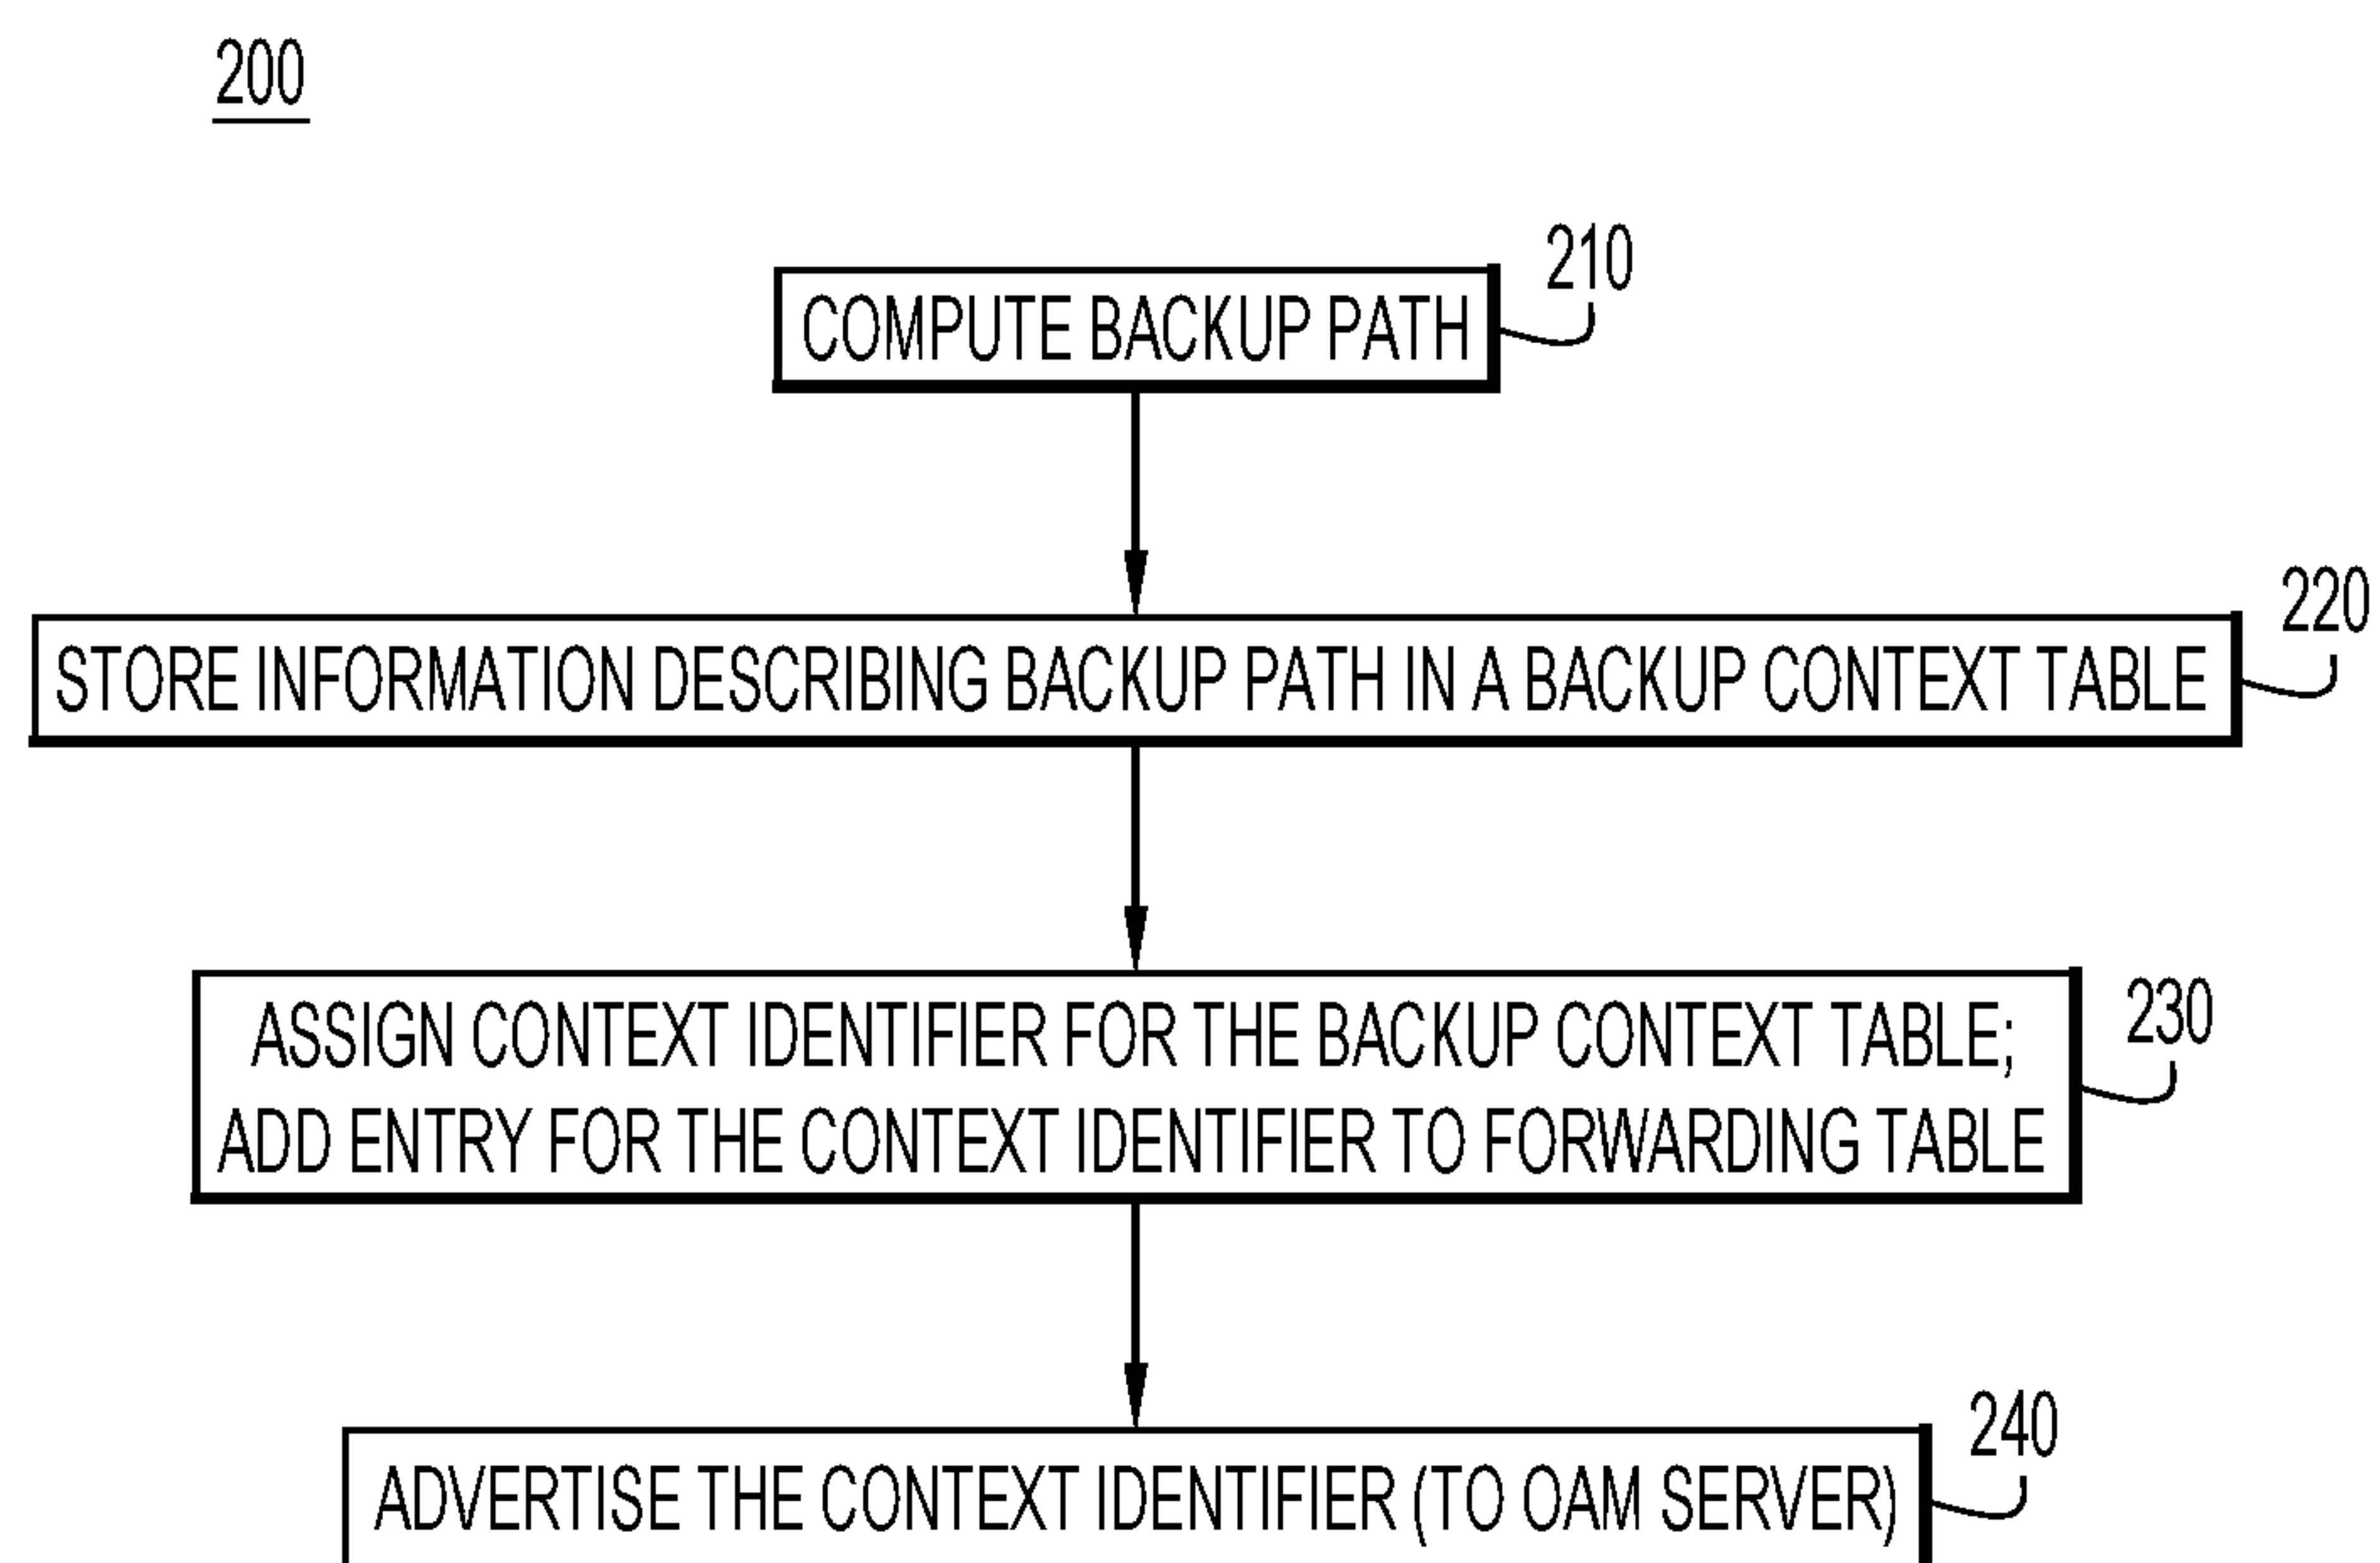 200
210
COMPUTE BACKUP PATH
220
STORE INFORMATION DESCRIBING BACKUP PATH IN A BACKUP CONTEXT TABLE
230
ASSIGN CONTEXT IDENTIFIER FOR THE BACKUP CONTEXT TABLE;
ADD ENTRY FOR THE CONTEXT IDENTIFIER TO FORWARDING TABLE
240
ADVERTISE THE CONTEXT IDENTIFIER (TO OAM SERVER)